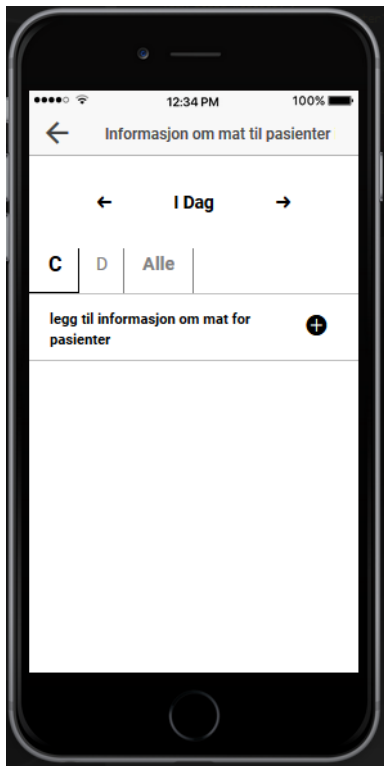 12:34 PM 100%
Informasjon om mat til pasienter
I Dag
C D Alle
legg til informasjon om mat for
pasienter